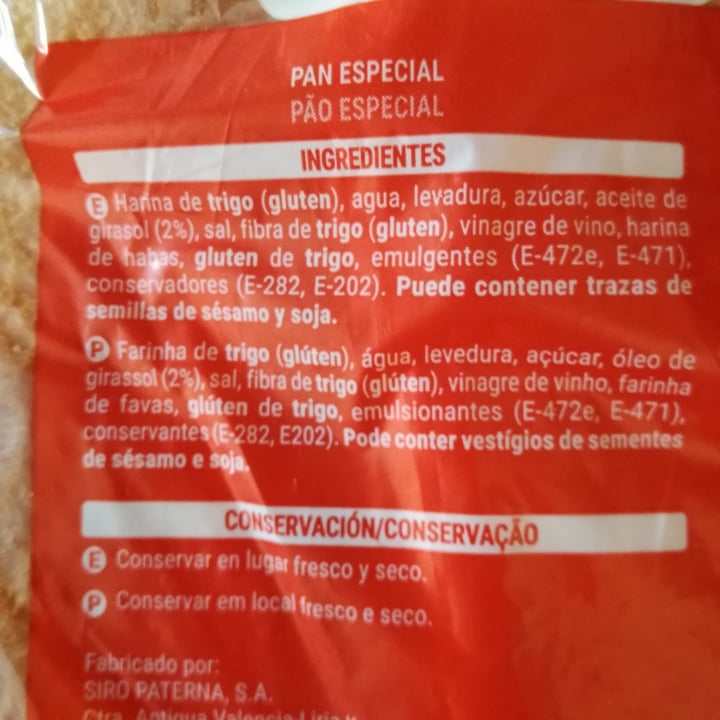 PAN ESPECIAL
PÃO ESPECIAL
INGREDIENTES
E Harina de trigo (gluten), agua, levadura, azúcar, aceite de
girasol (2%), sal, fibra de trigo (gluten), vinagre de vino, harina
de habas, gluten de trigo, emulgentes (E-472e, E-471),
conservadores (E-282, E-202). Puede contener trazas de
semillas de sésamo y soja.
P Farinha de trigo (glúten), água, levedura, açúcar, óleo de
girassol (2%), sal, fibra de trigo (glúten), vinagre de vinho, farinha
de favas, glúten de trigo, emulsionantes (E-472e, E-471),
conservantes (E-282, E202). Pode conter vestígios de sementes
de sésamo e soja.
CONSERVACIÓN/CONSERVAÇÃO
E Conservar en lugar fresco y seco.
P Conservar em local fresco e seco.
Fabricado por:
SIRO PATERNA, S.A.
Ctra. Antigua Valencia-Liria